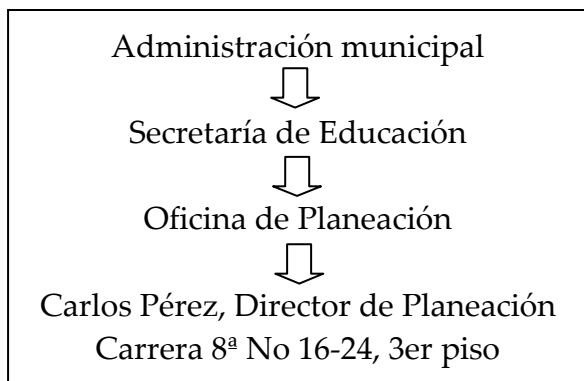 Administración municipal
Secretaría de Educación
Oficina de Planeación
Carlos Pérez, Director de Planeación
Carrera 8ª No 16-24, 3er piso